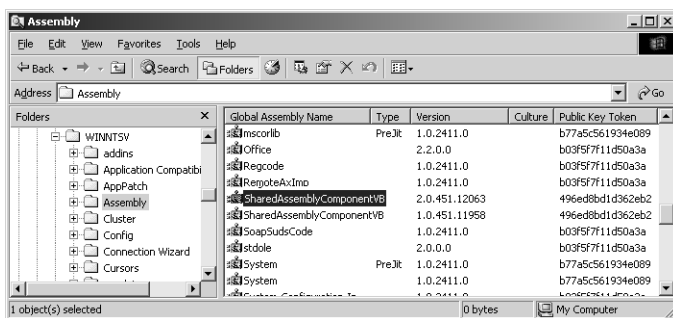 Assembly
File Edit View Favorites Tools Help
Back Search Folders
Address Assembly Go
Folders
WINNTSV
addins
Application Compatibi
AppPatch
Assembly
Cluster
Config
Connection Wizard
Cursors
Global Assembly Name Type Version Culture Public Key Token
mscorlib PreJit 1.0.2411.0 b77a5c561934e089
Office 2.2.0.0 b03f5f7f11d50a3a
Regcode 1.0.2411.0 b03f5f7f11d50a3a
RemoteAxImp 1.0.2411.0 b03f5f7f11d50a3a
SharedAssemblyComponentVB 2.0.451.12063 496ed8bd1d362eb2
SharedAssemblyComponentVB 1.0.451.11958 496ed8bd1d362eb2
SoapSudsCode 1.0.2411.0 b03f5f7f11d50a3a
stdole 2.0.0.0 b03f5f7f11d50a3a
System PreJit 1.0.2411.0 b77a5c561934e089
System 1.0.2411.0 b77a5c561934e089
1 object(s) selected 0 bytes My Computer